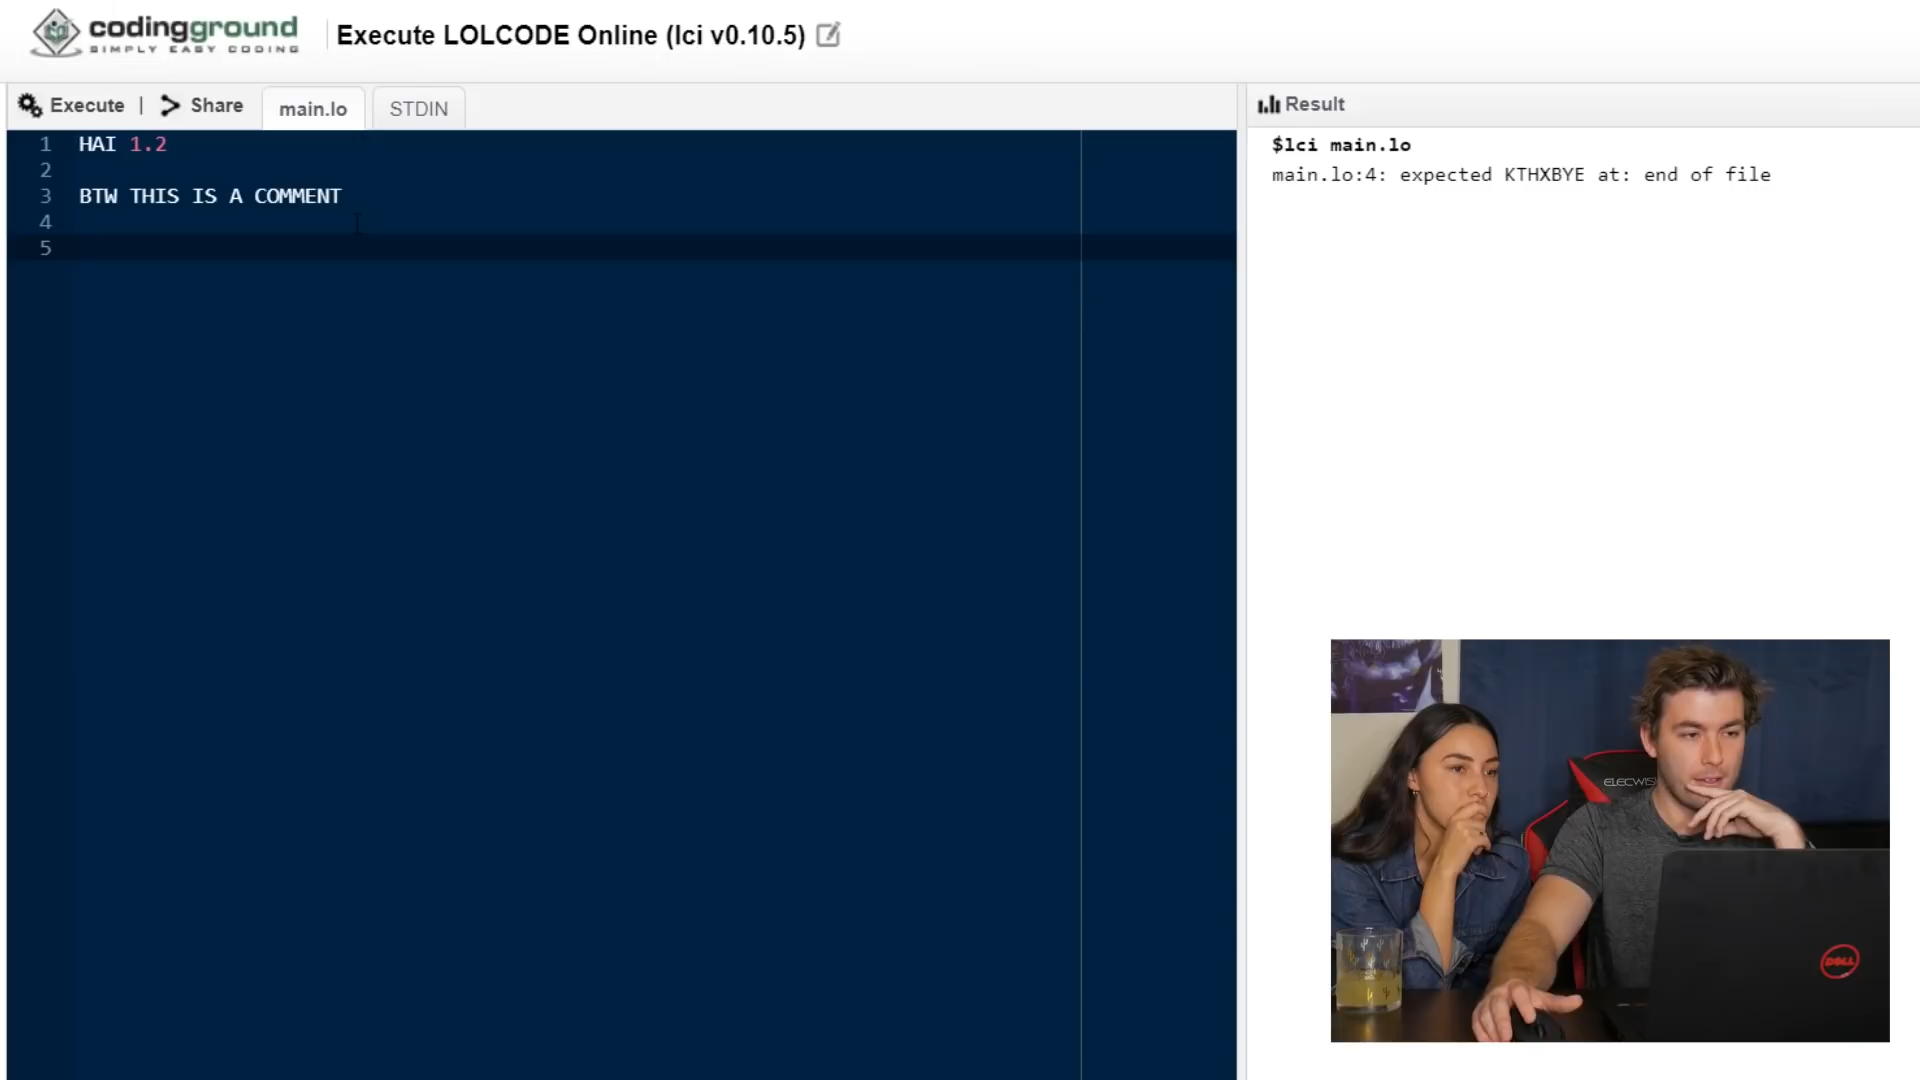 codingground
SIMPLY EASY CODING
Execute LOLCODE Online (lci v0.10.5)
Execute | Share main.lo STDIN
Result
1 HAI 1.2
2
3 BTW THIS IS A COMMENT
4
5
$lci main.lo
main.lo:4: expected KTHXBYE at: end of file
ELECWIS
DELL